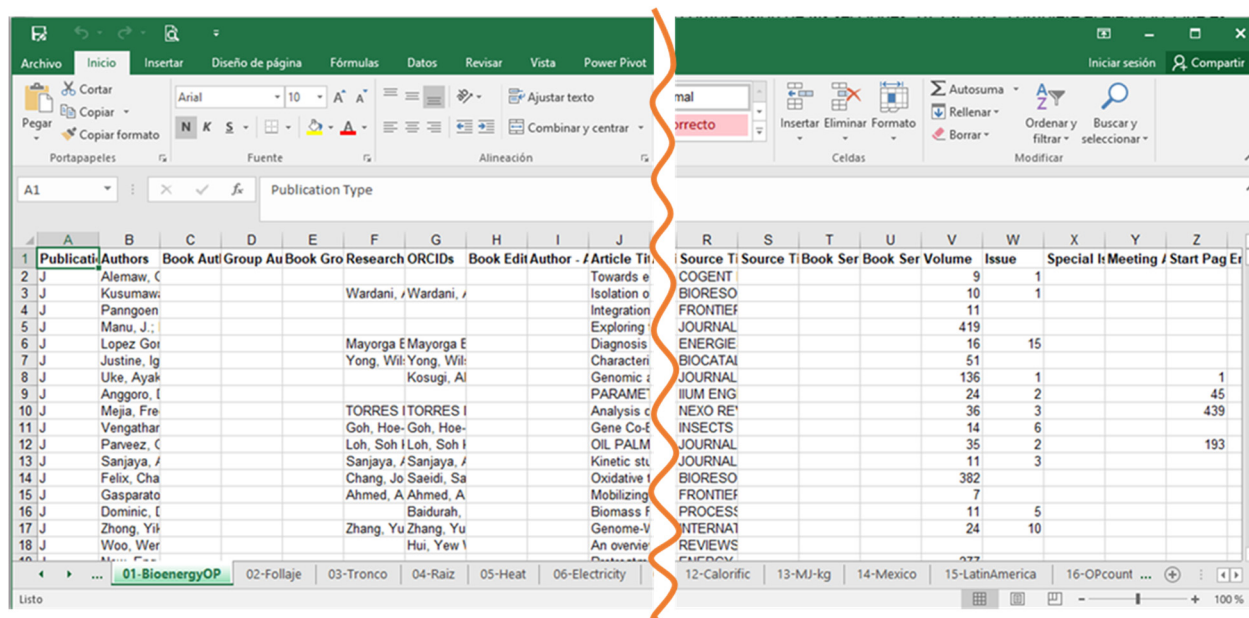 Archivo Inicio Insertar Diseño de página Fórmulas Datos Revisar Vista Power Pivot Iniciar sesión Compartir
Pegar Cortar Copiar Copiar formato Arial 10 N K S A A A Ajustar texto Combinar y centrar mal orrecto Insertar Eliminar Formato Autosuma Rellenar Borrar Ordenar y filtrar Buscar y seleccionar
Portapapeles Fuente Alineación Celdas Modificar
A1 fx Publication Type
A B C D E F G H I J R S T U V W X Y Z
1 Publicati Authors Book Aut Group Au Book Gro Research ORCIDs Book Edit Author - Article Tit Source Ti Source Ti Book Ser Book Ser Volume Issue Special Is Meeting Start Pag
2 J Alemaw, Towards e COGENT 9 1
3 J Kusumaw Wardani, Wardani, Isolation o BIORESO 10 1
4 J Panngoen Integration FRONTIE 11
5 J Manu, J.; Exploring JOURNAL 419
6 J Lopez Gor Mayorga E Mayorga E Diagnosis ENERGIE 16 15
7 J Justine, Ig Yong, Wil Yong, Wil Characteri BIOCATAL 51
8 J Uke, Ayak Kosugi, Al Genomic a JOURNAL 136 1 1
9 J Anggoro, PARAME IIUM ENG 24 2 45
10 J Mejia, Fre TORRES TORRES Analysis NEXO RE 36 3 439
11 J Vengathar Goh, Hoe- Goh, Hoe- Gene Co-E INSECTS 14 6
12 J Parveez, Loh, Soh Loh, Soh OIL PALM JOURNAL 35 2 193
13 J Sanjaya, Sanjaya, Sanjaya, Kinetic stu JOURNAL 11 3
14 J Felix, Cha Chang, Jo Saeidi, Sa Oxidative BIORESO 382
15 J Gasparato Ahmed, A Ahmed, A Mobilizing FRONTIE 7
16 J Dominic, Baidurah, Biomass F PROCESS 11 5
17 J Zhong, Yik Zhang, Yu Zhang, Yu Genome-W INTERNAT 24 10
18 J Woo, Wer Hui, Yew An overvie REVIEWS
... 01-BioenergyOP 02-Follaje 03-Tronco 04-Raiz 05-Heat 06-Electricity 12-Calorific 13-MJ-kg 14-Mexico 15-LatinAmerica 16-OPcount ...
Listo 100 %